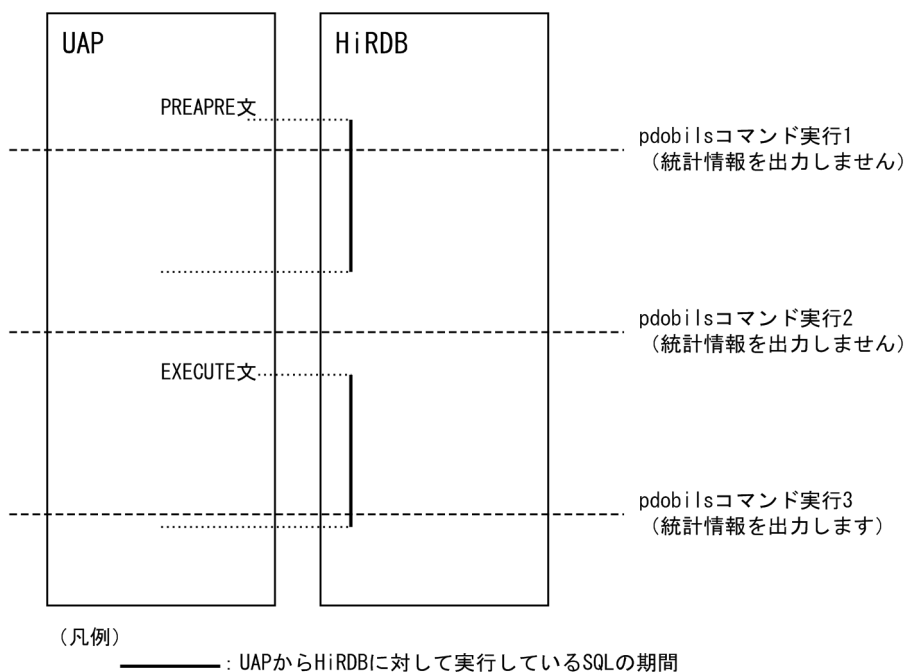 UAP
HiRDB
PREAPRE文
pdobilsコマンド実行1
（統計情報を出力しません）
pdobilsコマンド実行2
（統計情報を出力しません）
EXECUTE文
pdobilsコマンド実行3
（統計情報を出力します）
（凡例）
：UAPからHiRDBに対して実行しているSQLの期間